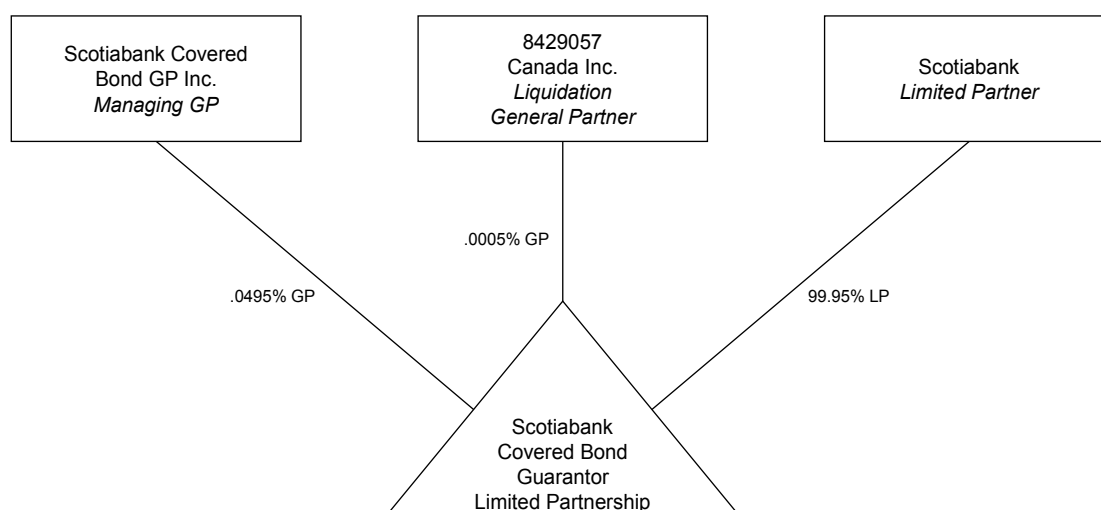 Scotiabank Covered
Bond GP Inc.
Managing GP
8429057
Canada Inc.
Liquidation
General Partner
Scotiabank
Limited Partner
.0495% GP
.0005% GP
99.95% LP
Scotiabank
Covered Bond
Guarantor
Limited Partnership